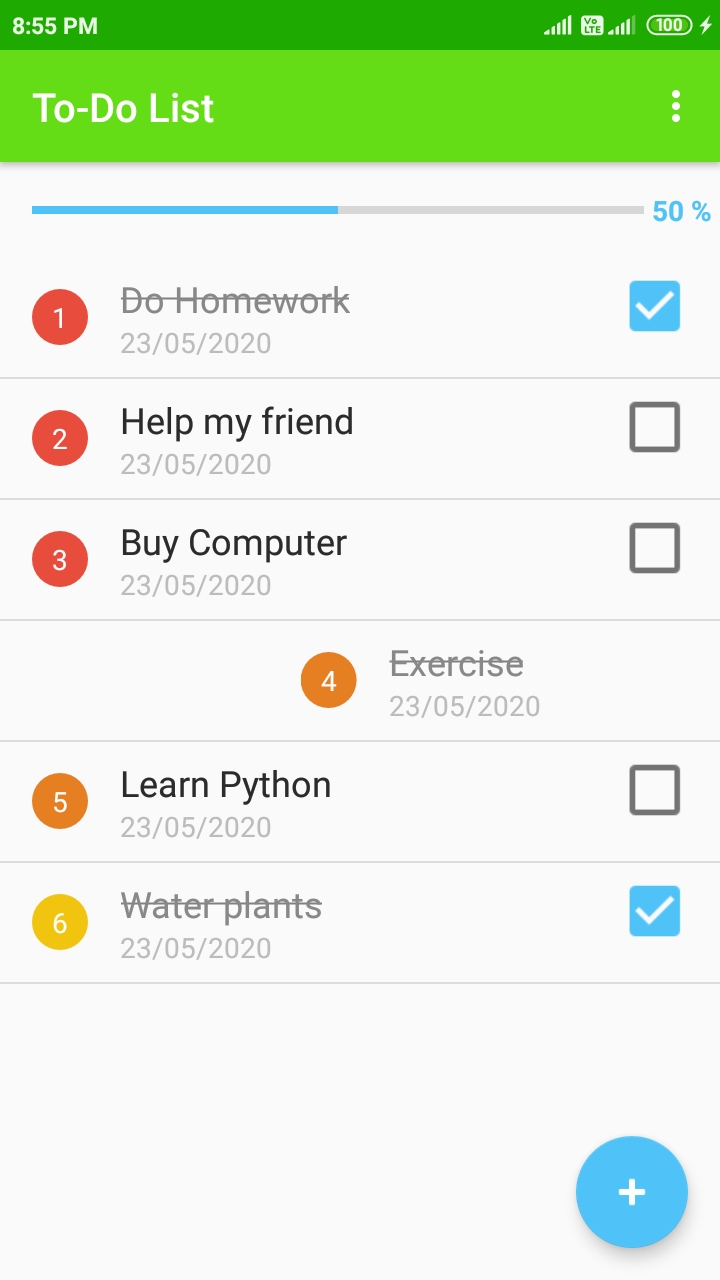 8:55 PM
Vo LTE
100
To-Do List
50 %
1
Do Homework
23/05/2020
2
Help my friend
23/05/2020
3
Buy Computer
23/05/2020
4
Exercise
23/05/2020
5
Learn Python
23/05/2020
6
Water plants
23/05/2020
+